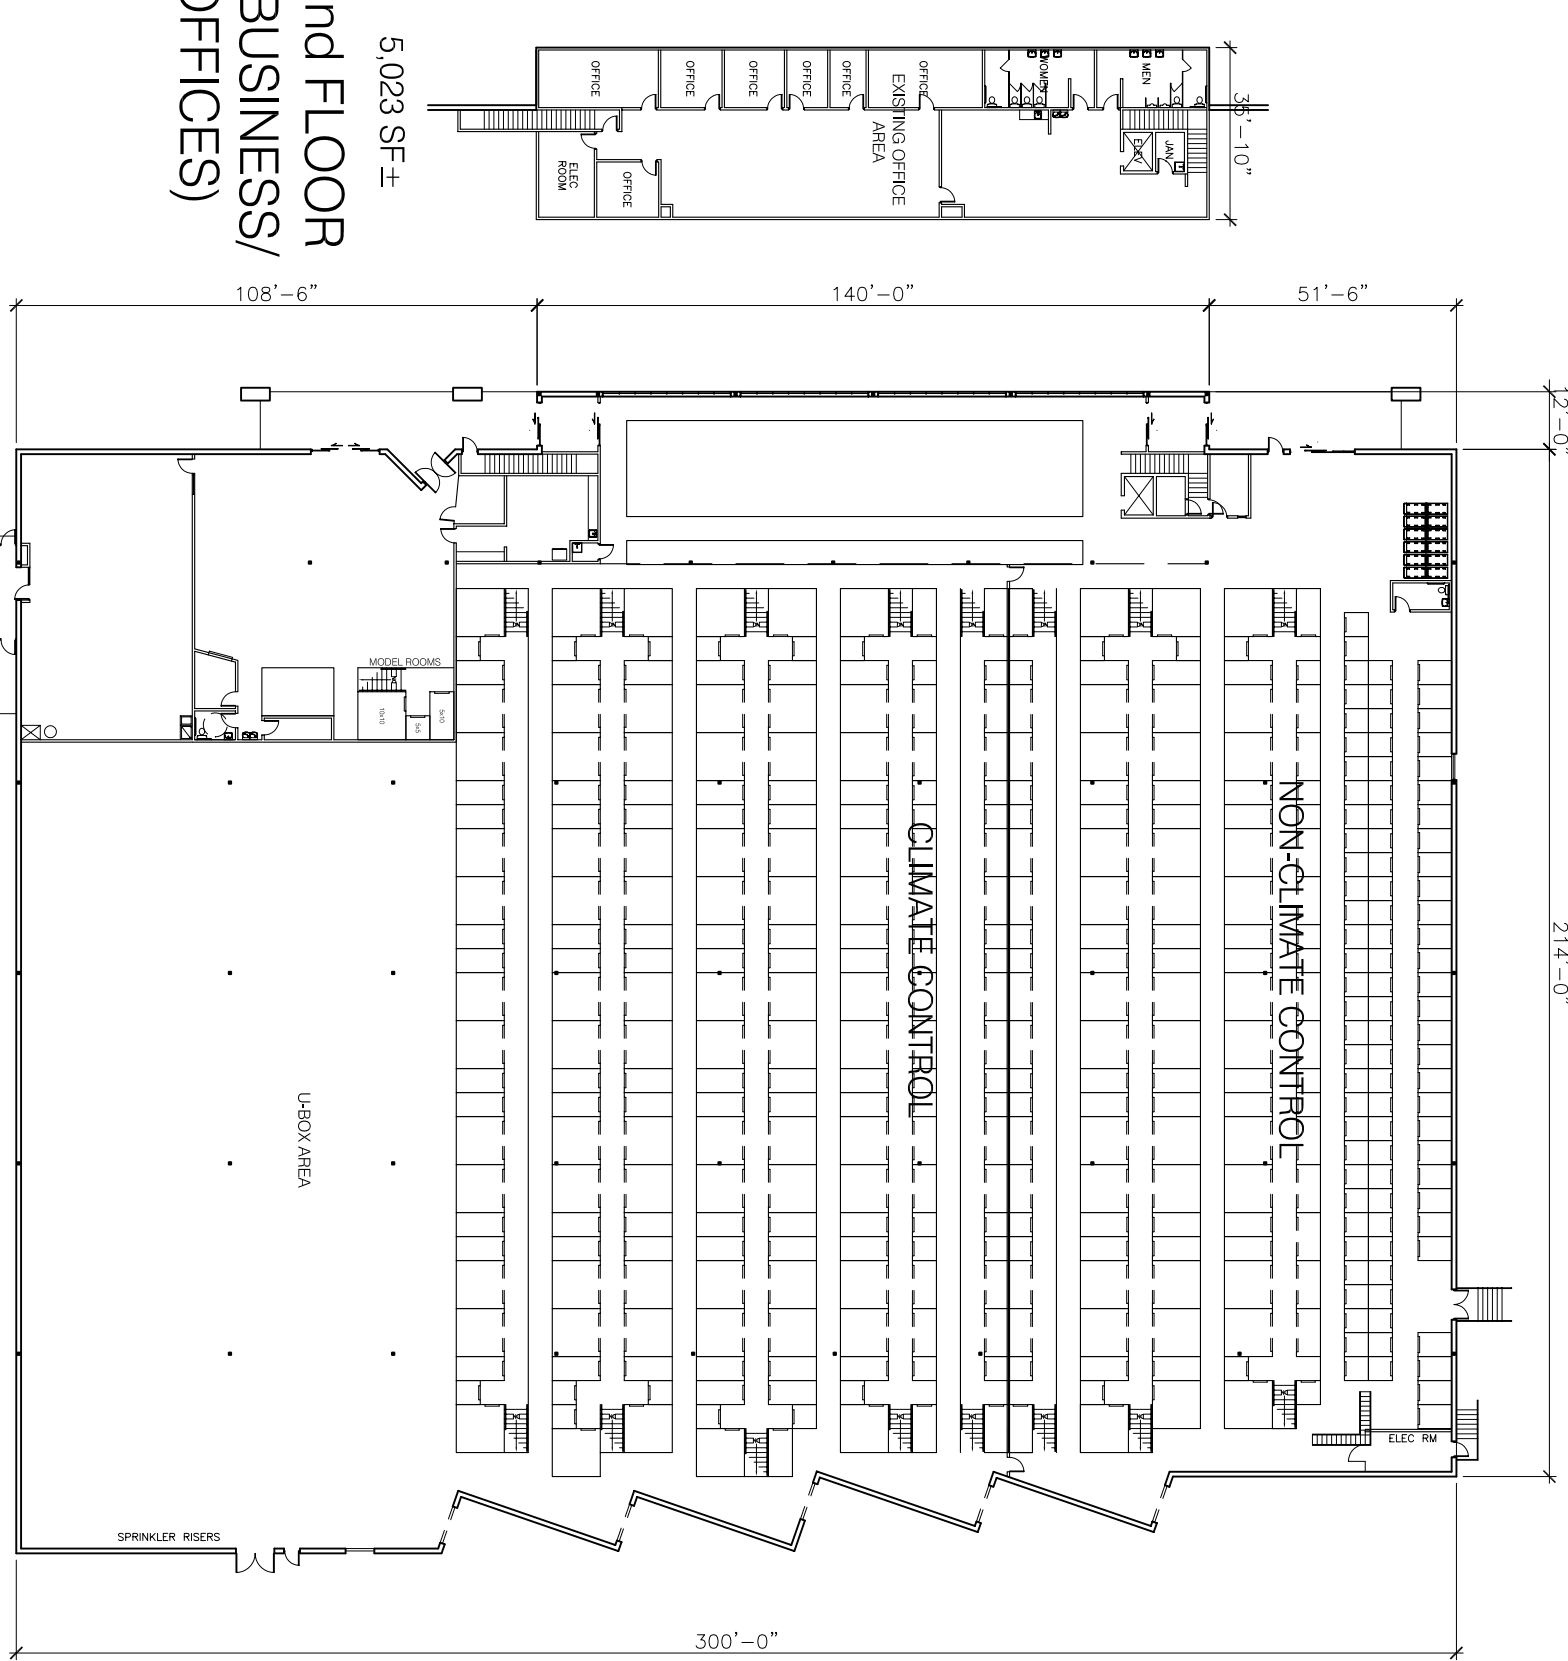 nd FLOOR
BUSINESS/
OFFICES)
5,023 SF±
OFFICE
OFFICE
OFFICE
OFFICE
OFFICE
OFFICE
WOMEN
MEN
EXISTING OFFICE
AREA
ELEV
JAN
ELEC
ROOM
OFFICE
35'-10"
108'-6"
140'-0"
51'-6"
12'-0"
214'-0"
MODEL ROOMS
10x10
5x5
5x10
CLIMATE CONTROL
NON-CLIMATE CONTROL
U-BOX AREA
ELEC RM
SPRINKLER RISERS
300'-0"